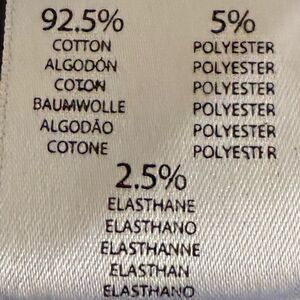 92.5%
COTTON
ALGODÓN
COTON
BAUMWOLLE
ALGODÃO
COTONE
5%
POLYESTER
POLYESTER
POLYESTER
POLYESTER
POLYESTER
POLYESTER
2.5%
ELASTHANE
ELASTHANO
ELASTHANNE
ELASTHAN
ELASTHANO